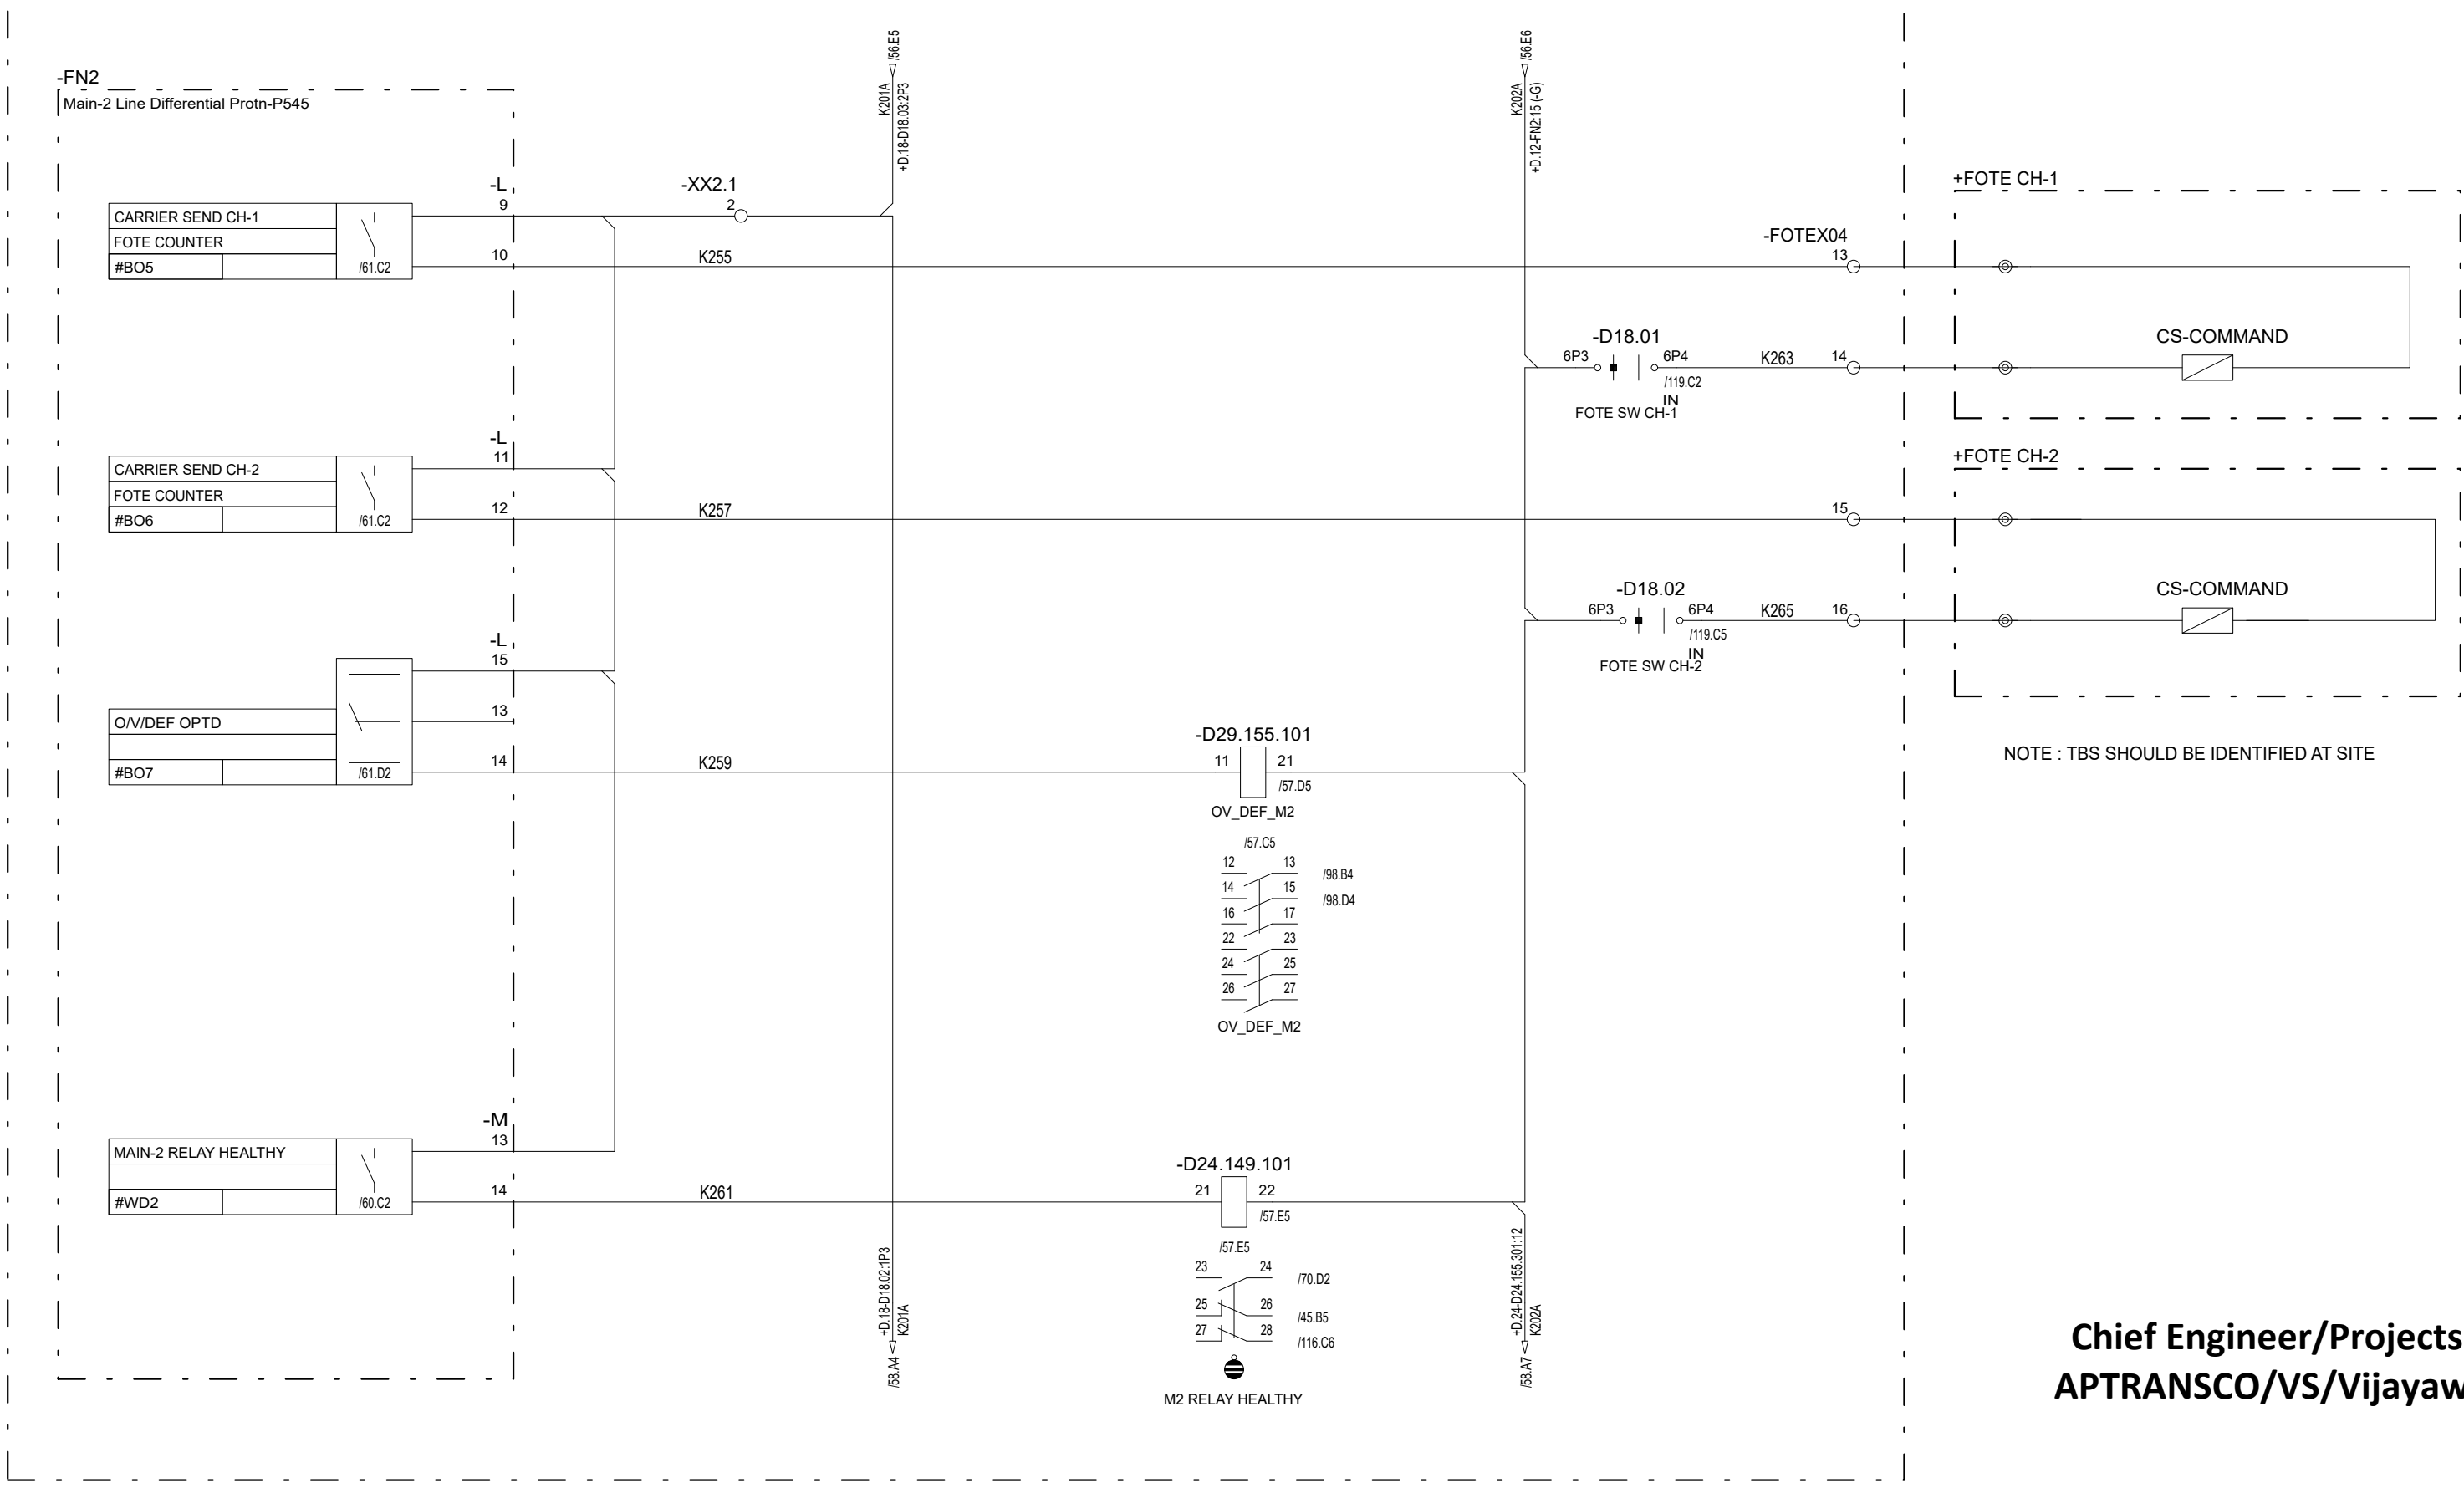 /56.E5
K201A
+D.18-D18.03:2P3
/56.E6
K202A
+D.12-FN2:15 (-G)
-FN2
Main-2 Line Differential Protn-P545
-L
9
-XX2.1
2
CARRIER SEND CH-1
FOTE COUNTER
#BO5
/61.C2
10
K255
-FOTEX04
13
+FOTE CH-1
-D18.01
6P3
6P4
/119.C2
IN
FOTE SW CH-1
K263
14
CS-COMMAND
-L
11
CARRIER SEND CH-2
FOTE COUNTER
#BO6
/61.C2
12
K257
15
+FOTE CH-2
-D18.02
6P3
6P4
/119.C5
IN
FOTE SW CH-2
K265
16
CS-COMMAND
-L
15
13
O/V/DEF OPTD
#BO7
/61.D2
14
K259
-D29.155.101
11
21
/57.D5
OV_DEF_M2
NOTE : TBS SHOULD BE IDENTIFIED AT SITE
/57.C5
12 13 /98.B4
14 15 /98.D4
16 17
22 23
24 25
26 27
OV_DEF_M2
-M
13
MAIN-2 RELAY HEALTHY
#WD2
/60.C2
14
K261
-D24.149.101
21
22
/57.E5
/57.E5
23 24 /70.D2
25 26 /45.B5
27 28 /116.C6
M2 RELAY HEALTHY
+D.18-D18.02:1P3
K201A
/58.A4
+D.24-D24.155.301:12
K202A
/58.A7
Chief Engineer/Projects
APTRANSCO/VS/Vijayaw